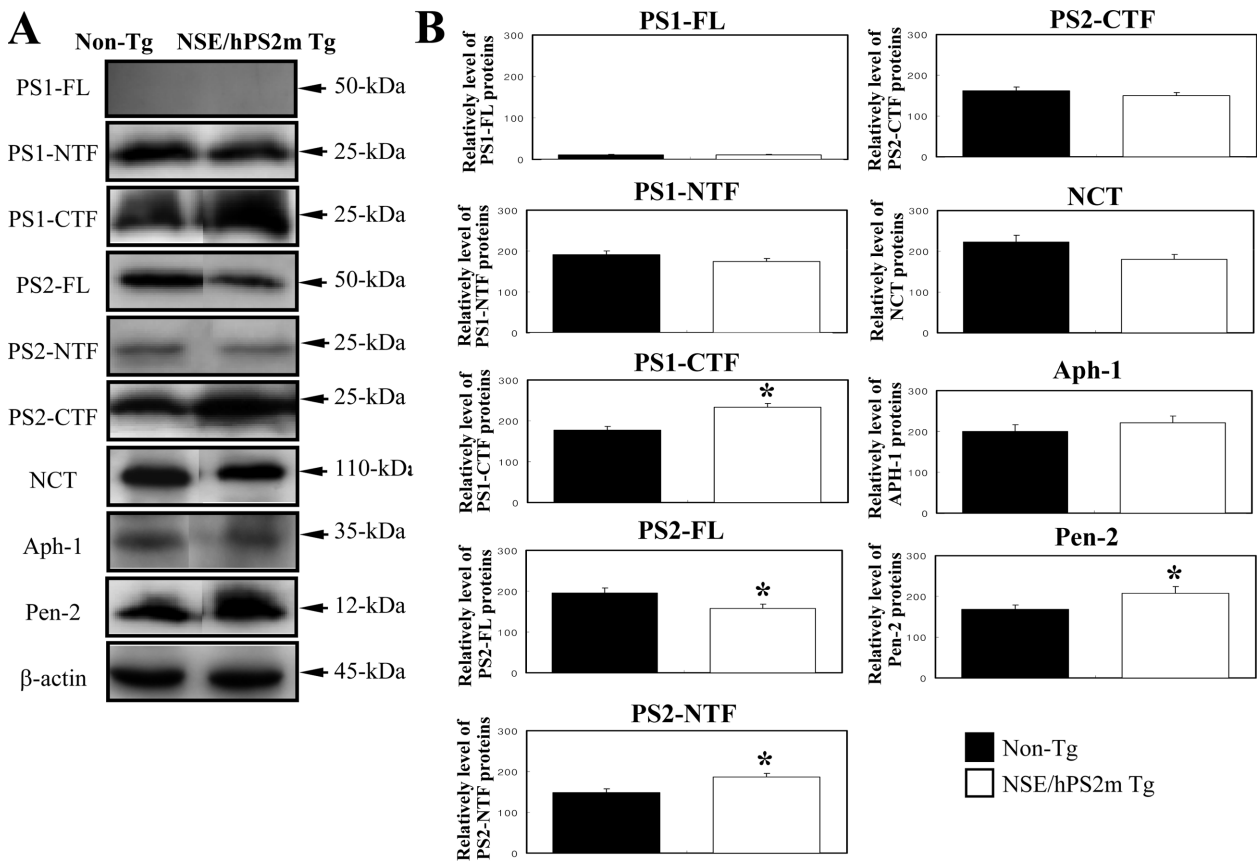 A
B
Non-Tg NSE/hPS2m Tg
PS1-FL 50-kDa
PS1-NTF 25-kDa
PS1-CTF 25-kDa
PS2-FL 50-kDa
PS2-NTF 25-kDa
PS2-CTF 25-kDa
NCT 110-kDa
Aph-1 35-kDa
Pen-2 12-kDa
β-actin 45-kDa
PS1-FL
Relatively level of
PS1-FL proteins
300
200
100
0
PS1-NTF
Relatively level of
PS1-NTF proteins
300
200
100
0
PS1-CTF
Relatively level of
PS1-CTF proteins
300
200
100
0
*
PS2-FL
Relatively level of
PS2-FL proteins
300
200
100
0
*
PS2-NTF
Relatively level of
PS2-NTF proteins
300
200
100
0
*
PS2-CTF
Relatively level of
PS2-CTF proteins
300
200
100
0
NCT
Relatively level of
NCT proteins
300
200
100
0
Aph-1
Relatively level of
APH-1 proteins
300
200
100
0
Pen-2
Relatively level of
Pen-2 proteins
300
200
100
0
*
Non-Tg
NSE/hPS2m Tg